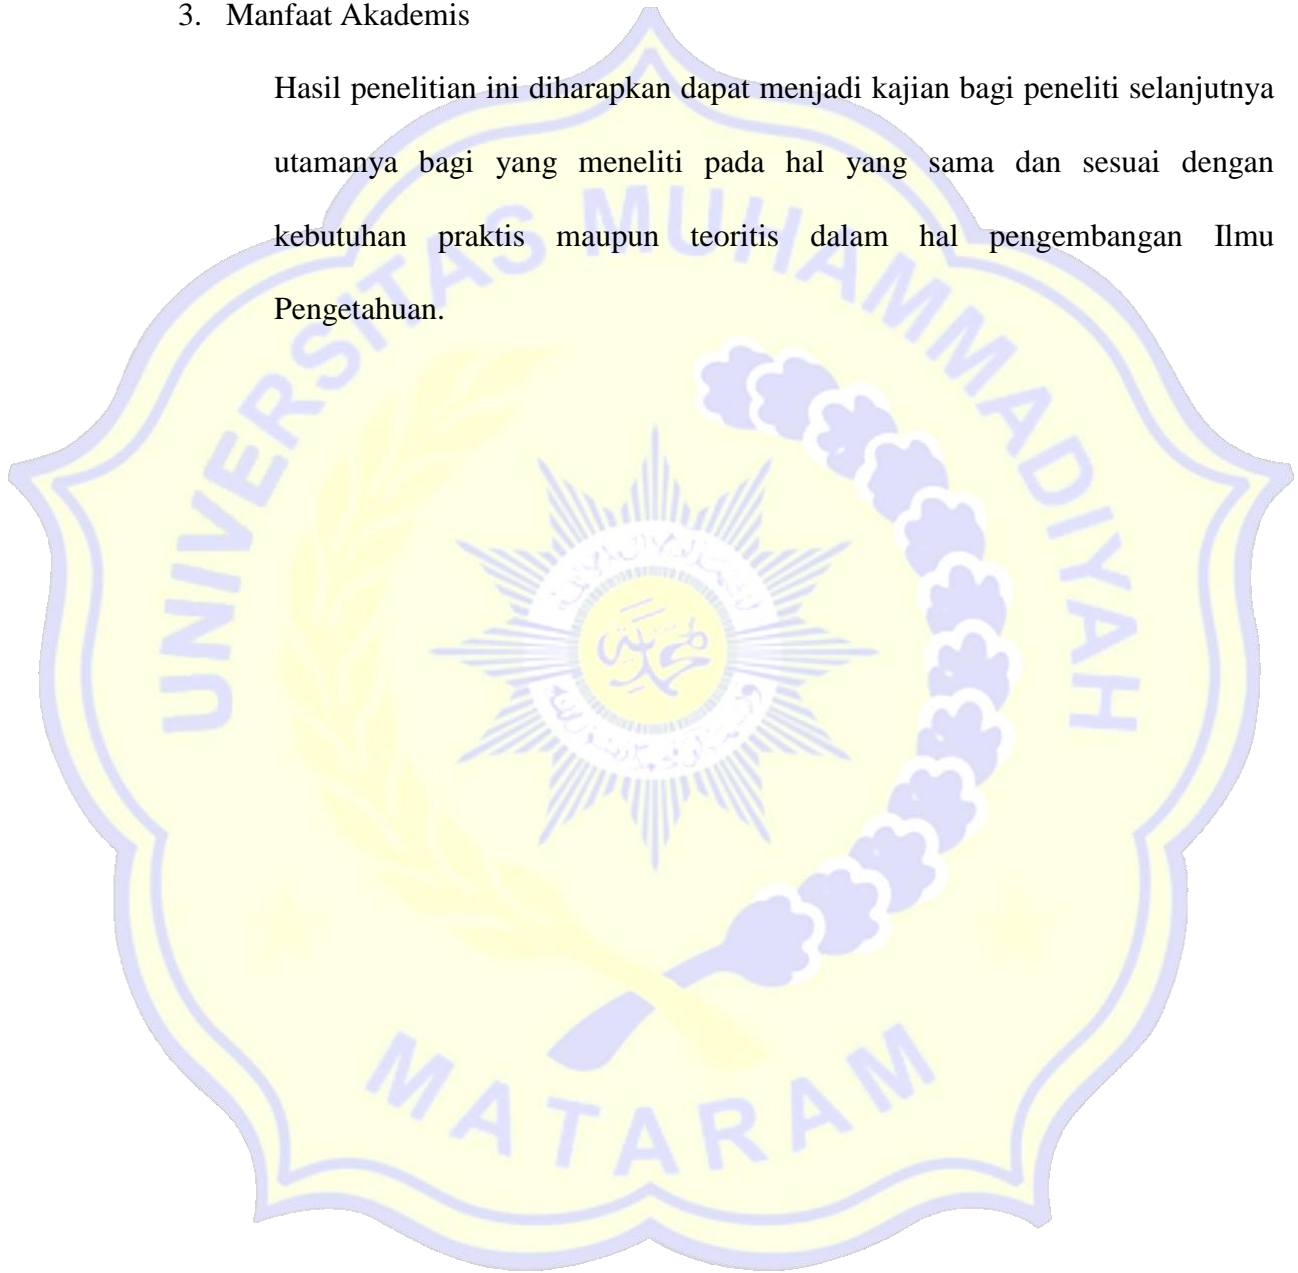 3. Manfaat Akademis
Hasil penelitian ini diharapkan dapat menjadi kajian bagi peneliti selanjutnya
utamanya bagi yang meneliti pada hal yang sama dan sesuai dengan
kebutuhan praktis maupun teoritis dalam hal pengembangan Ilmu
Pengetahuan.
UNIVERSITAS MUHAMMADIYAH
محمدية
MATARAM